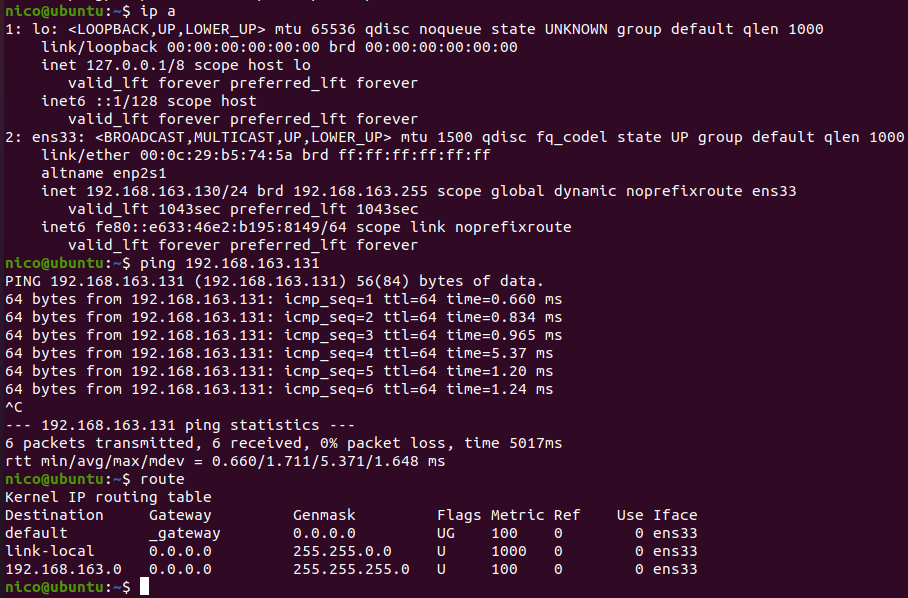 nico@ubuntu:~$ ip a
1: lo: <LOOPBACK,UP,LOWER_UP> mtu 65536 qdisc noqueue state UNKNOWN group default qlen 1000
    link/loopback 00:00:00:00:00:00 brd 00:00:00:00:00:00
    inet 127.0.0.1/8 scope host lo
       valid_lft forever preferred_lft forever
    inet6 ::1/128 scope host
       valid_lft forever preferred_lft forever
2: ens33: <BROADCAST,MULTICAST,UP,LOWER_UP> mtu 1500 qdisc fq_codel state UP group default qlen 1000
    link/ether 00:0c:29:b5:74:5a brd ff:ff:ff:ff:ff:ff
    altname enp2s1
    inet 192.168.163.130/24 brd 192.168.163.255 scope global dynamic noprefixroute ens33
       valid_lft 1043sec preferred_lft 1043sec
    inet6 fe80::e633:46e2:b195:8149/64 scope link noprefixroute
       valid_lft forever preferred_lft forever
nico@ubuntu:~$ ping 192.168.163.131
PING 192.168.163.131 (192.168.163.131) 56(84) bytes of data.
64 bytes from 192.168.163.131: icmp_seq=1 ttl=64 time=0.660 ms
64 bytes from 192.168.163.131: icmp_seq=2 ttl=64 time=0.834 ms
64 bytes from 192.168.163.131: icmp_seq=3 ttl=64 time=0.965 ms
64 bytes from 192.168.163.131: icmp_seq=4 ttl=64 time=5.37 ms
64 bytes from 192.168.163.131: icmp_seq=5 ttl=64 time=1.20 ms
64 bytes from 192.168.163.131: icmp_seq=6 ttl=64 time=1.24 ms
^C
--- 192.168.163.131 ping statistics ---
6 packets transmitted, 6 received, 0% packet loss, time 5017ms
rtt min/avg/max/mdev = 0.660/1.711/5.371/1.648 ms
nico@ubuntu:~$ route
Kernel IP routing table
Destination     Gateway         Genmask         Flags Metric Ref    Use Iface
default         _gateway        0.0.0.0         UG    100    0        0 ens33
link-local      0.0.0.0         255.255.0.0     U     1000   0        0 ens33
192.168.163.0   0.0.0.0         255.255.255.0   U     100    0        0 ens33
nico@ubuntu:~$